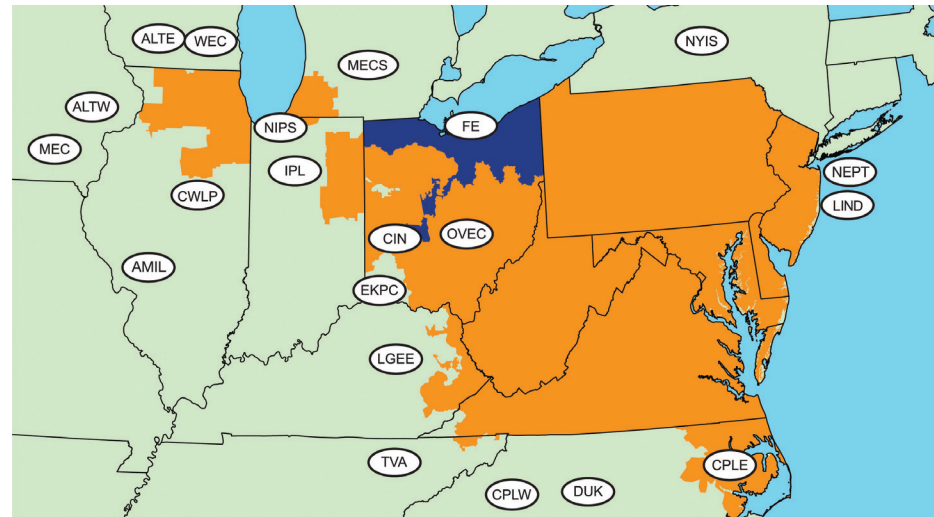 ALTE
WEC
NYIS
MECS
ALTW
FE
NIPS
MEC
IPL
NEPT
CWLP
LIND
CIN
OVEC
AMIL
EKPC
LGEE
TVA
CPLE
CPLW
DUK